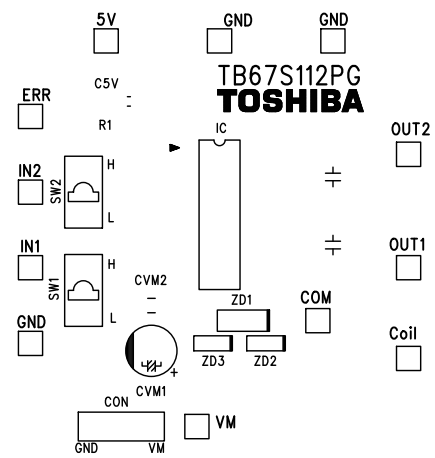 5V GND GND
TB67S112PG
TOSHIBA
C5V
ERR
R1
IC
OUT2
IN2
H
SW2
L
IN1
OUT1
H
SW1
CVM2
L
ZD1
COM
GND
Coil
ZD3 ZD2
+
CVM1
CON
VM
GND VM